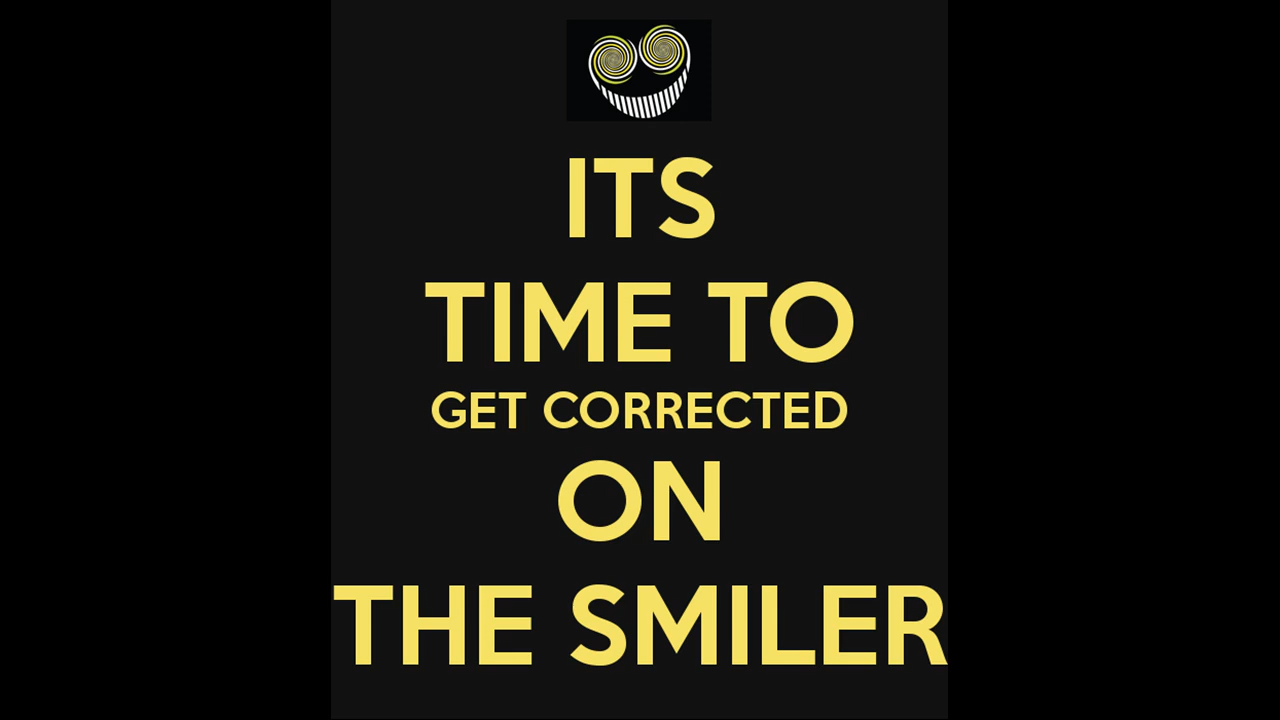 ITS
TIME TO
GET CORRECTED
ON
THE SMILER